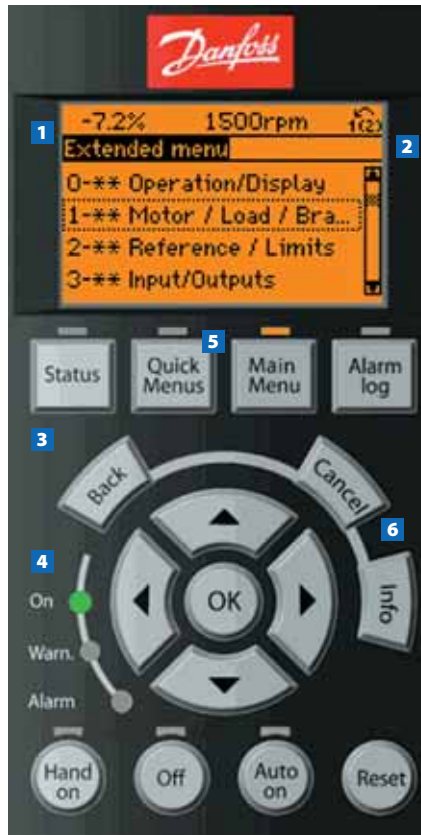 Danfoss
-7.2% 1500rpm 1(2)
1
Extended menu
2
0-** Operation/Display
1-** Motor / Load / Bra...
2-** Reference / Limits
3-** Input/Outputs
5
Status
Quick
Menus
Main
Menu
Alarm
log
3
Back
Cancel
6
4
On
OK
Info
Warn.
Alarm
Hand
on
Off
Auto
on
Reset